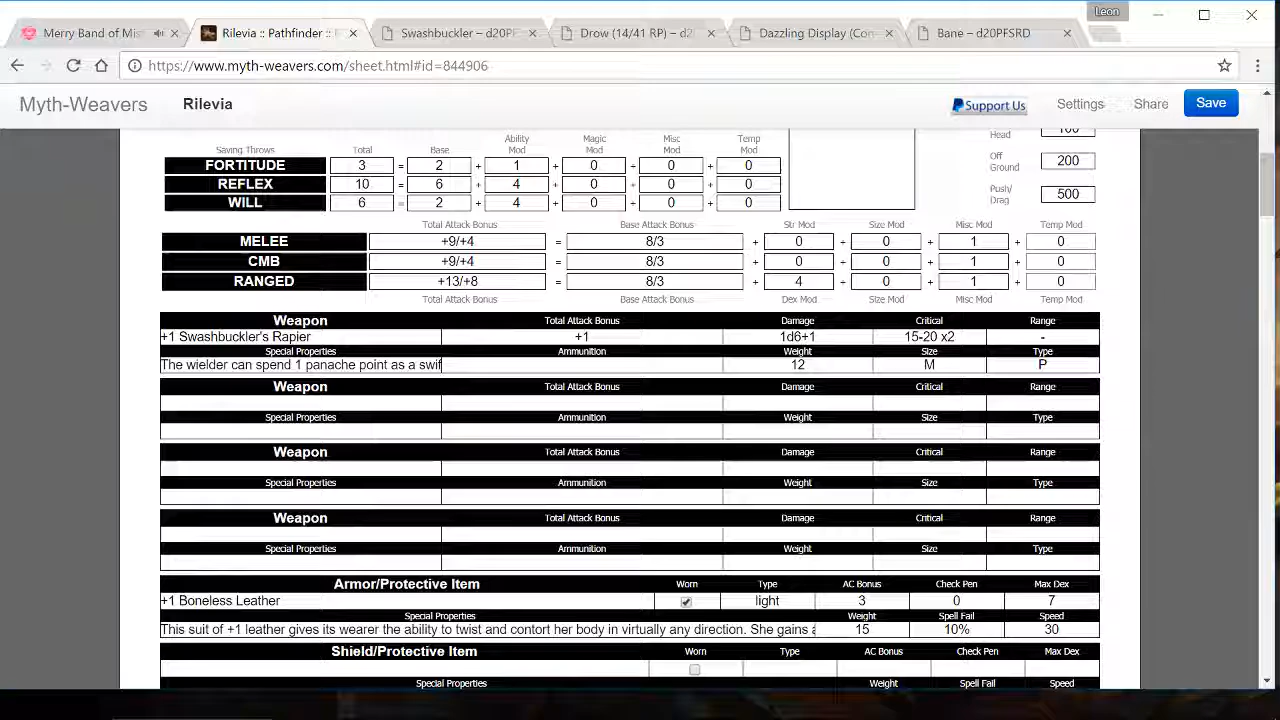 Leon
Merry Band of Mis
Rilevia :: Pathfinder ::
Swashbuckler – d20PF
Drow (14/41 RP) – d2
Dazzling Display (Con
Bane – d20PFSRD
https://www.myth-weavers.com/sheet.html#id=844906
Myth-Weavers Rilevia Support Us Settings Share Save
Saving Throws Total Base Ability Mod Magic Mod Misc Mod Temp Mod
Head 100
FORTITUDE 3 = 2 + 1 + 0 + 0 + 0
Off Ground 200
REFLEX 10 = 6 + 4 + 0 + 0 + 0
WILL 6 = 2 + 4 + 0 + 0 + 0
Push/ Drag 500
Total Attack Bonus Base Attack Bonus Str Mod Size Mod Misc Mod Temp Mod
MELEE +9/+4 = 8/3 + 0 + 0 + 1 + 0
CMB +9/+4 = 8/3 + 0 + 0 + 1 + 0
RANGED +13/+8 = 8/3 + 4 + 0 + 1 + 0
Total Attack Bonus Base Attack Bonus Dex Mod Size Mod Misc Mod Temp Mod
Weapon Total Attack Bonus Damage Critical Range
+1 Swashbuckler's Rapier +1 1d6+1 15-20 x2 -
Special Properties Ammunition Weight Size Type
The wielder can spend 1 panache point as a swif 12 M P
Weapon Total Attack Bonus Damage Critical Range
Special Properties Ammunition Weight Size Type
Weapon Total Attack Bonus Damage Critical Range
Special Properties Ammunition Weight Size Type
Weapon Total Attack Bonus Damage Critical Range
Special Properties Ammunition Weight Size Type
Armor/Protective Item Worn Type AC Bonus Check Pen Max Dex
+1 Boneless Leather light 3 0 7
Special Properties Weight Spell Fail Speed
This suit of +1 leather gives its wearer the ability to twist and contort her body in virtually any direction. She gains a 15 10% 30
Shield/Protective Item Worn Type AC Bonus Check Pen Max Dex
Special Properties Weight Spell Fail Speed